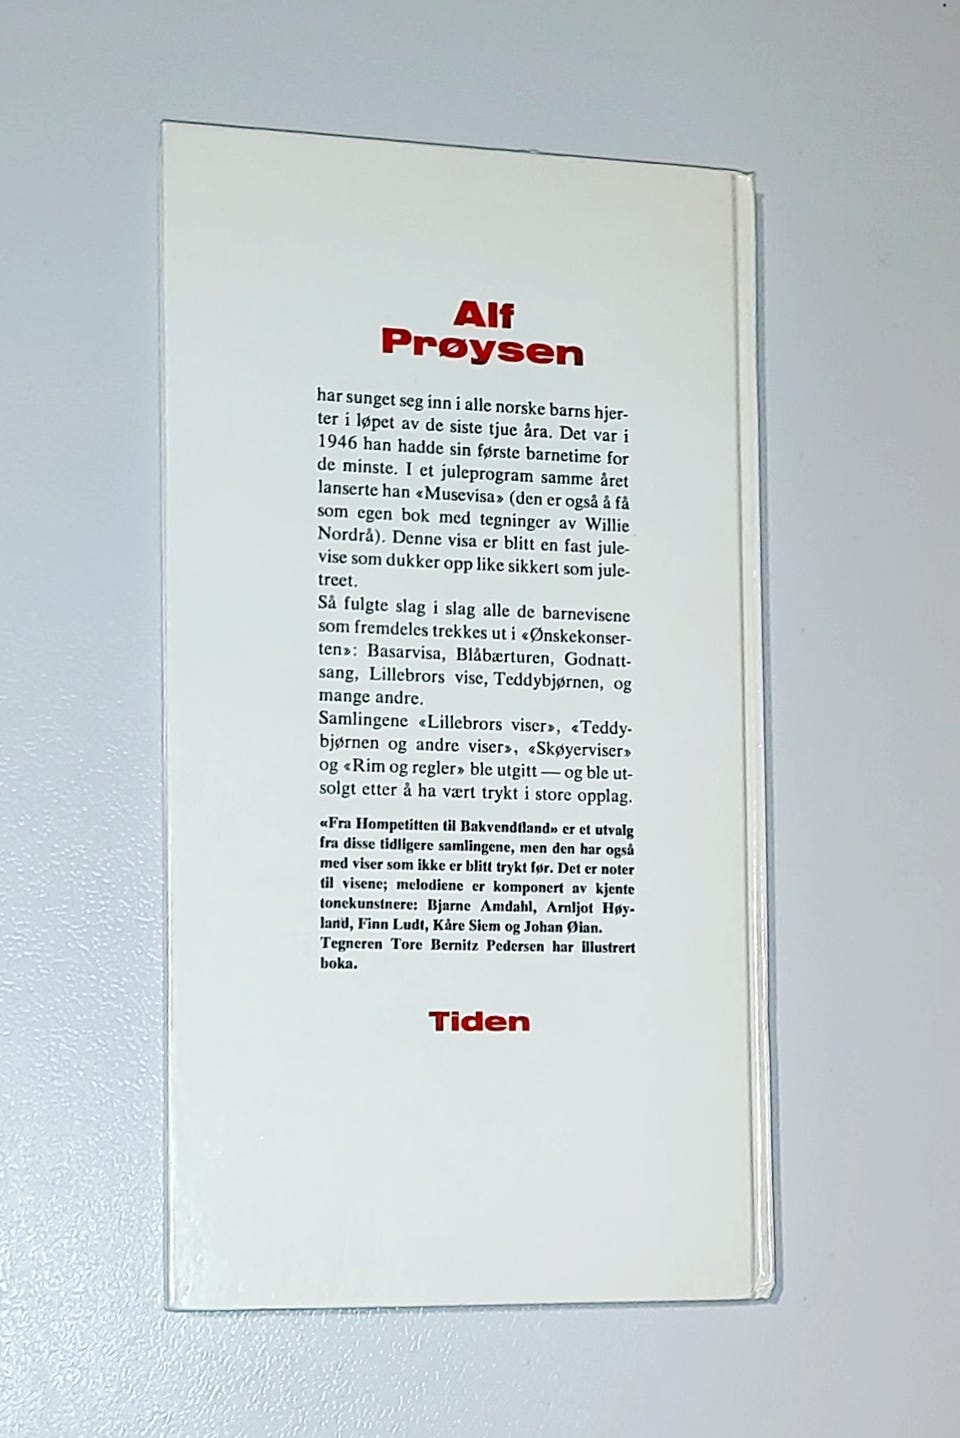 Alf
Prøysen
har sunget seg inn i alle norske barns hjer-
ter i løpet av de siste tjue åra. Det var i
1946 han hadde sin første barnetime for
de minste. I et juleprogram samme året
lanserte han «Musevisa» (den er også å få
som egen bok med tegninger av Willie
Nordrå). Denne visa er blitt en fast jule-
vise som dukker opp like sikkert som jule-
treet.
Så fulgte slag i slag alle de barnevisene
som fremdeles trekkes ut i «Ønskekonser-
ten»: Basarvisa, Blåbærturen, Godnatt-
sang, Lillebrors vise, Teddybjørnen, og
mange andre.
Samlingene «Lillebrors viser», «Teddy-
bjørnen og andre viser», «Skøyerviser»
og «Rim og regler» ble utgitt — og ble ut-
solgt etter å ha vært trykt i store opplag.
«Fra Hompetitten til Bakvendtland» er et utvalg
fra disse tidligere samlingene, men den har også
med viser som ikke er blitt trykt før. Det er noter
til visene; melodiene er komponert av kjente
tonekunstnere: Bjarne Amdahl, Arnljot Høy-
land, Finn Ludt, Kåre Siem og Johan Øian.
Tegneren Tore Bernitz Pedersen har illustrert
boka.
Tiden